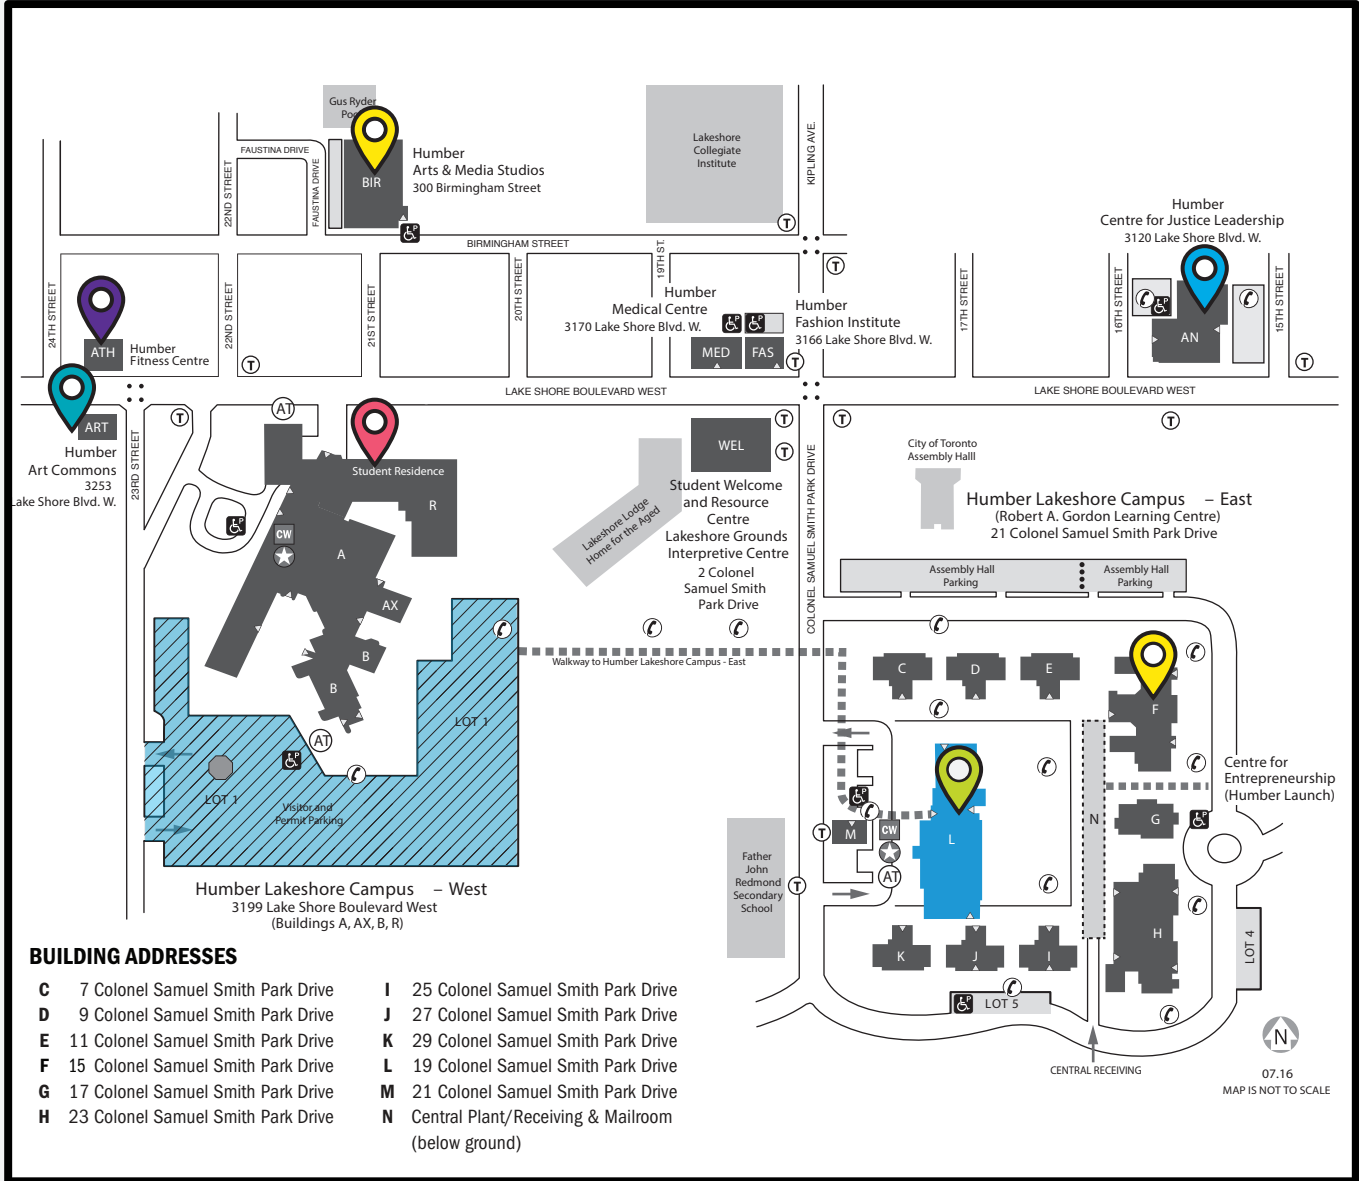 Gus Ryder
FAUSTINA DRIVE
FAUSTINA DRIVE
22ND STREET
BIR
Humber
Arts & Media Studios
300 Birmingham Street
Lakeshore
Collegiate
Institute
KIPLING AVE.
T
BIRMINGHAM STREET
T
Humber
Centre for Justice Leadership
3120 Lake Shore Blvd. W.
24TH STREET
22ND STREET
21ST STREET
20TH STREET
19TH ST.
17TH STREET
16TH STREET
15TH STREET
P
P
AN
T
ATH
Humber
Fitness Centre
T
Humber
Medical Centre
3170 Lake Shore Blvd. W.
P
P
MED
FAS
Humber
Fashion Institute
3166 Lake Shore Blvd. W.
T
LAKE SHORE BOULEVARD WEST
LAKE SHORE BOULEVARD WEST
ART
Humber
Art Commons
3253
Lake Shore Blvd. W.
23RD STREET
T
AT
Student Residence
R
P
CW
A
AX
B
B
AT
WEL
T
T
T
T
Student Welcome
and Resource
Centre
Lakeshore Grounds
Interpretive Centre
2 Colonel
Samuel Smith
Park Drive
Lakeshore Lodge
Home for the Aged
COLONEL SAMUEL SMITH PARK DRIVE
City of Toronto
Assembly Halll
Humber Lakeshore Campus – East
(Robert A. Gordon Learning Centre)
21 Colonel Samuel Smith Park Drive
Assembly Hall
Parking
Assembly Hall
Parking
Walkway to Humber Lakeshore Campus - East
C
D
E
F
LOT 1
LOT 1
P
Visitor and
Permit Parking
Centre for
Entrepreneurship
(Humber Launch)
P
T
M
CW
AT
L
N
G
P
H
Father
John
Redmond
Secondary
School
T
K
J
I
P
LOT 5
LOT 4
CENTRAL RECEIVING
N
07.16
MAP IS NOT TO SCALE
Humber Lakeshore Campus – West
3199 Lake Shore Boulevard West
(Buildings A, AX, B, R)
BUILDING ADDRESSES
C 7 Colonel Samuel Smith Park Drive
D 9 Colonel Samuel Smith Park Drive
E 11 Colonel Samuel Smith Park Drive
F 15 Colonel Samuel Smith Park Drive
G 17 Colonel Samuel Smith Park Drive
H 23 Colonel Samuel Smith Park Drive
I 25 Colonel Samuel Smith Park Drive
J 27 Colonel Samuel Smith Park Drive
K 29 Colonel Samuel Smith Park Drive
L 19 Colonel Samuel Smith Park Drive
M 21 Colonel Samuel Smith Park Drive
N Central Plant/Receiving & Mailroom
(below ground)